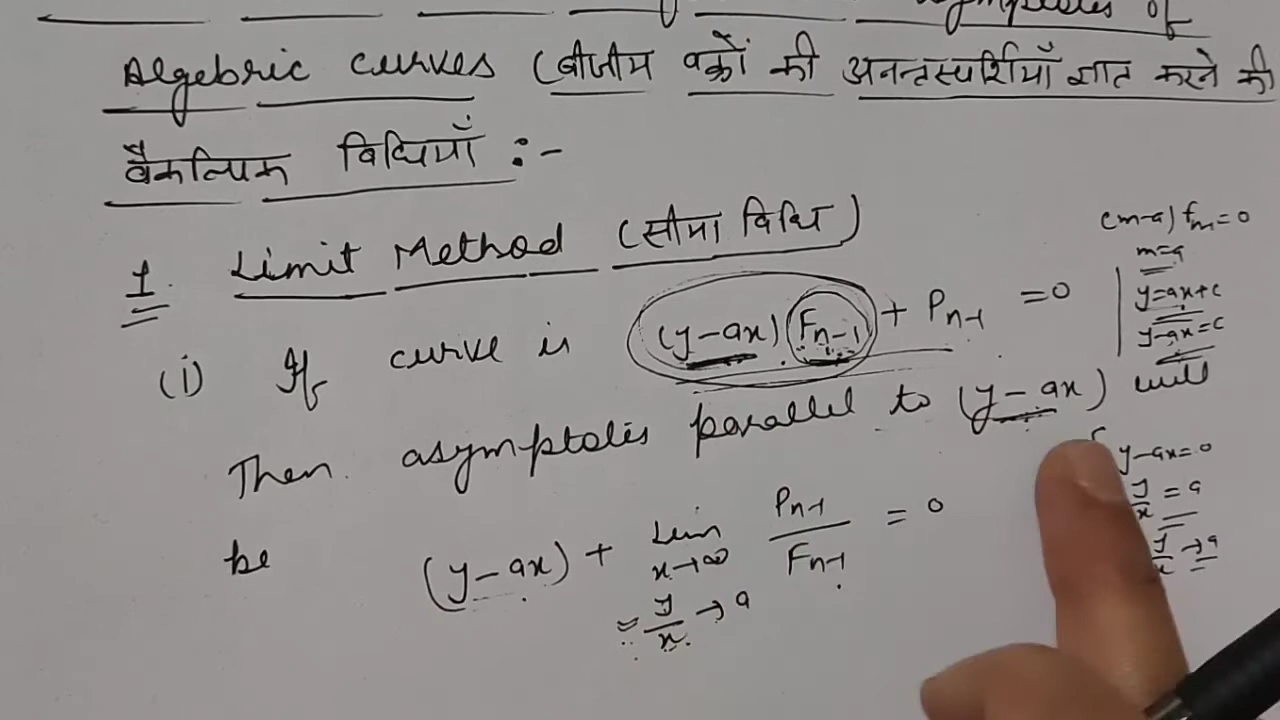 Asymptotes of
Algebric curves (बीजीय वक्रों की अनन्तस्पर्शियाँ ज्ञात करने की
वैकल्पिक विधियाँ :-
1. Limit Method (सीमा विधि)
(i) If curve is (y-ax) Fn-1 + Pn-1 = 0
Then asymptotes parallel to (y-ax) will
be (y-ax) + Lim Pn-1/Fn-1 = 0
x→∞
y/x → a
(m-a) fm=0
m=a
y=ax+c
y-ax=c
y-ax=0
y/x = a
y/x → a